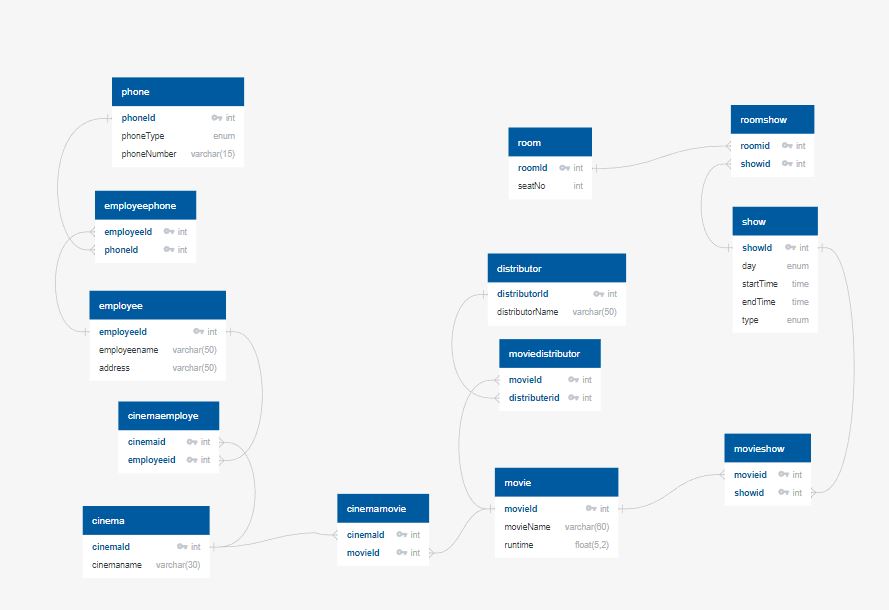 phone
phoneId int
phoneType enum
phoneNumber varchar(15)
employeephone
employeeId int
phoneId int
employee
employeeId int
employeename varchar(50)
address varchar(50)
cinemaemploye
cinemaid int
employeeid int
cinema
cinemaId int
cinemaname varchar(30)
cinemamovie
cinemaId int
movieId int
room
roomId int
seatNo int
distributor
distributorId int
distributorName varchar(50)
moviedistributor
movieId int
distributerid int
movie
movieId int
movieName varchar(60)
runtime float(5,2)
roomshow
roomid int
showid int
show
showId int
day enum
startTime time
endTime time
type enum
movieshow
movieid int
showid int